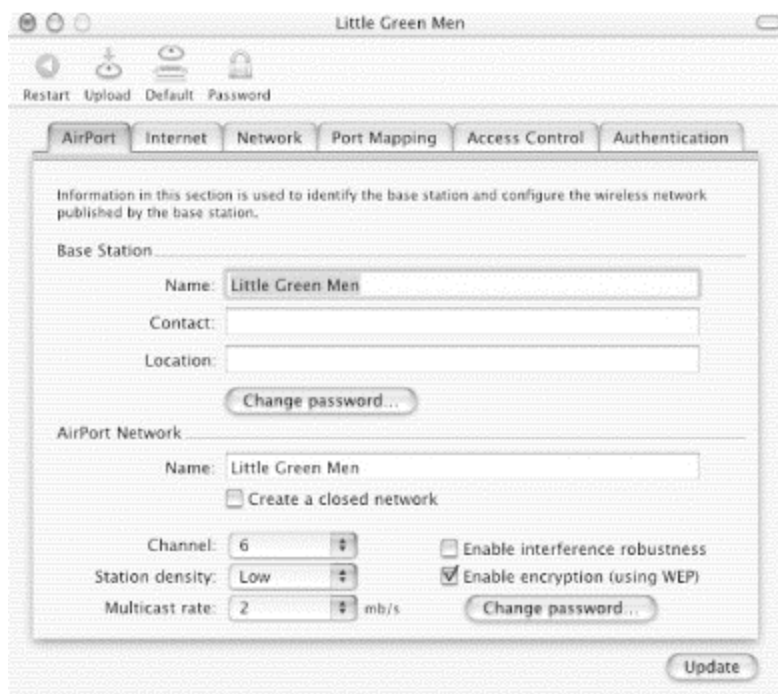 Little Green Men
Restart Upload Default Password
AirPort Internet Network Port Mapping Access Control Authentication
Information in this section is used to identify the base station and configure the wireless network
published by the base station.
Base Station
Name: Little Green Men
Contact:
Location:
Change password...
AirPort Network
Name: Little Green Men
Create a closed network
Channel: 6
Enable interference robustness
Station density: Low
Enable encryption (using WEP)
Multicast rate: 2 mb/s
Change password...
Update